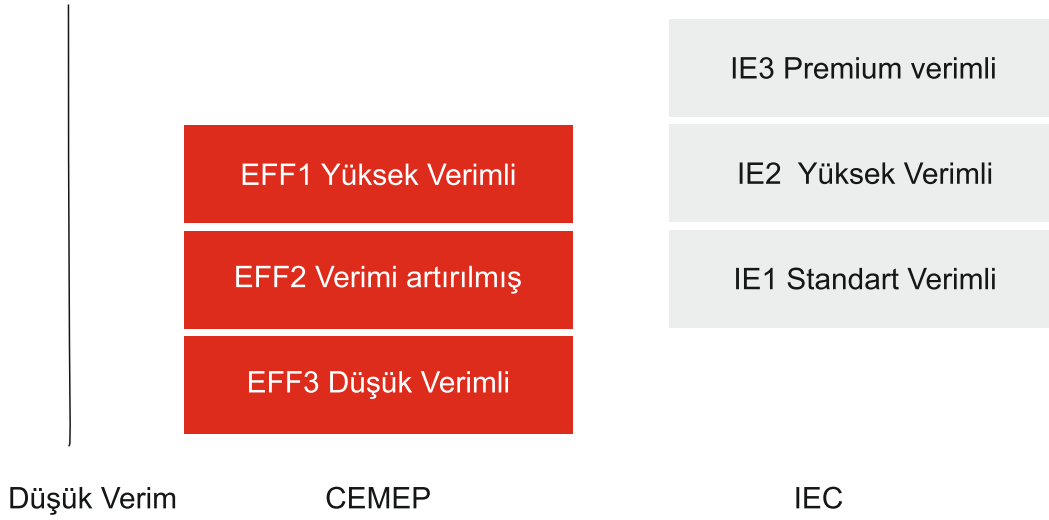 IE3 Premium verimli
EFF1 Yüksek Verimli
IE2 Yüksek Verimli
EFF2 Verimi artırılmış
IE1 Standart Verimli
EFF3 Düşük Verimli
Düşük Verim
CEMEP
IEC